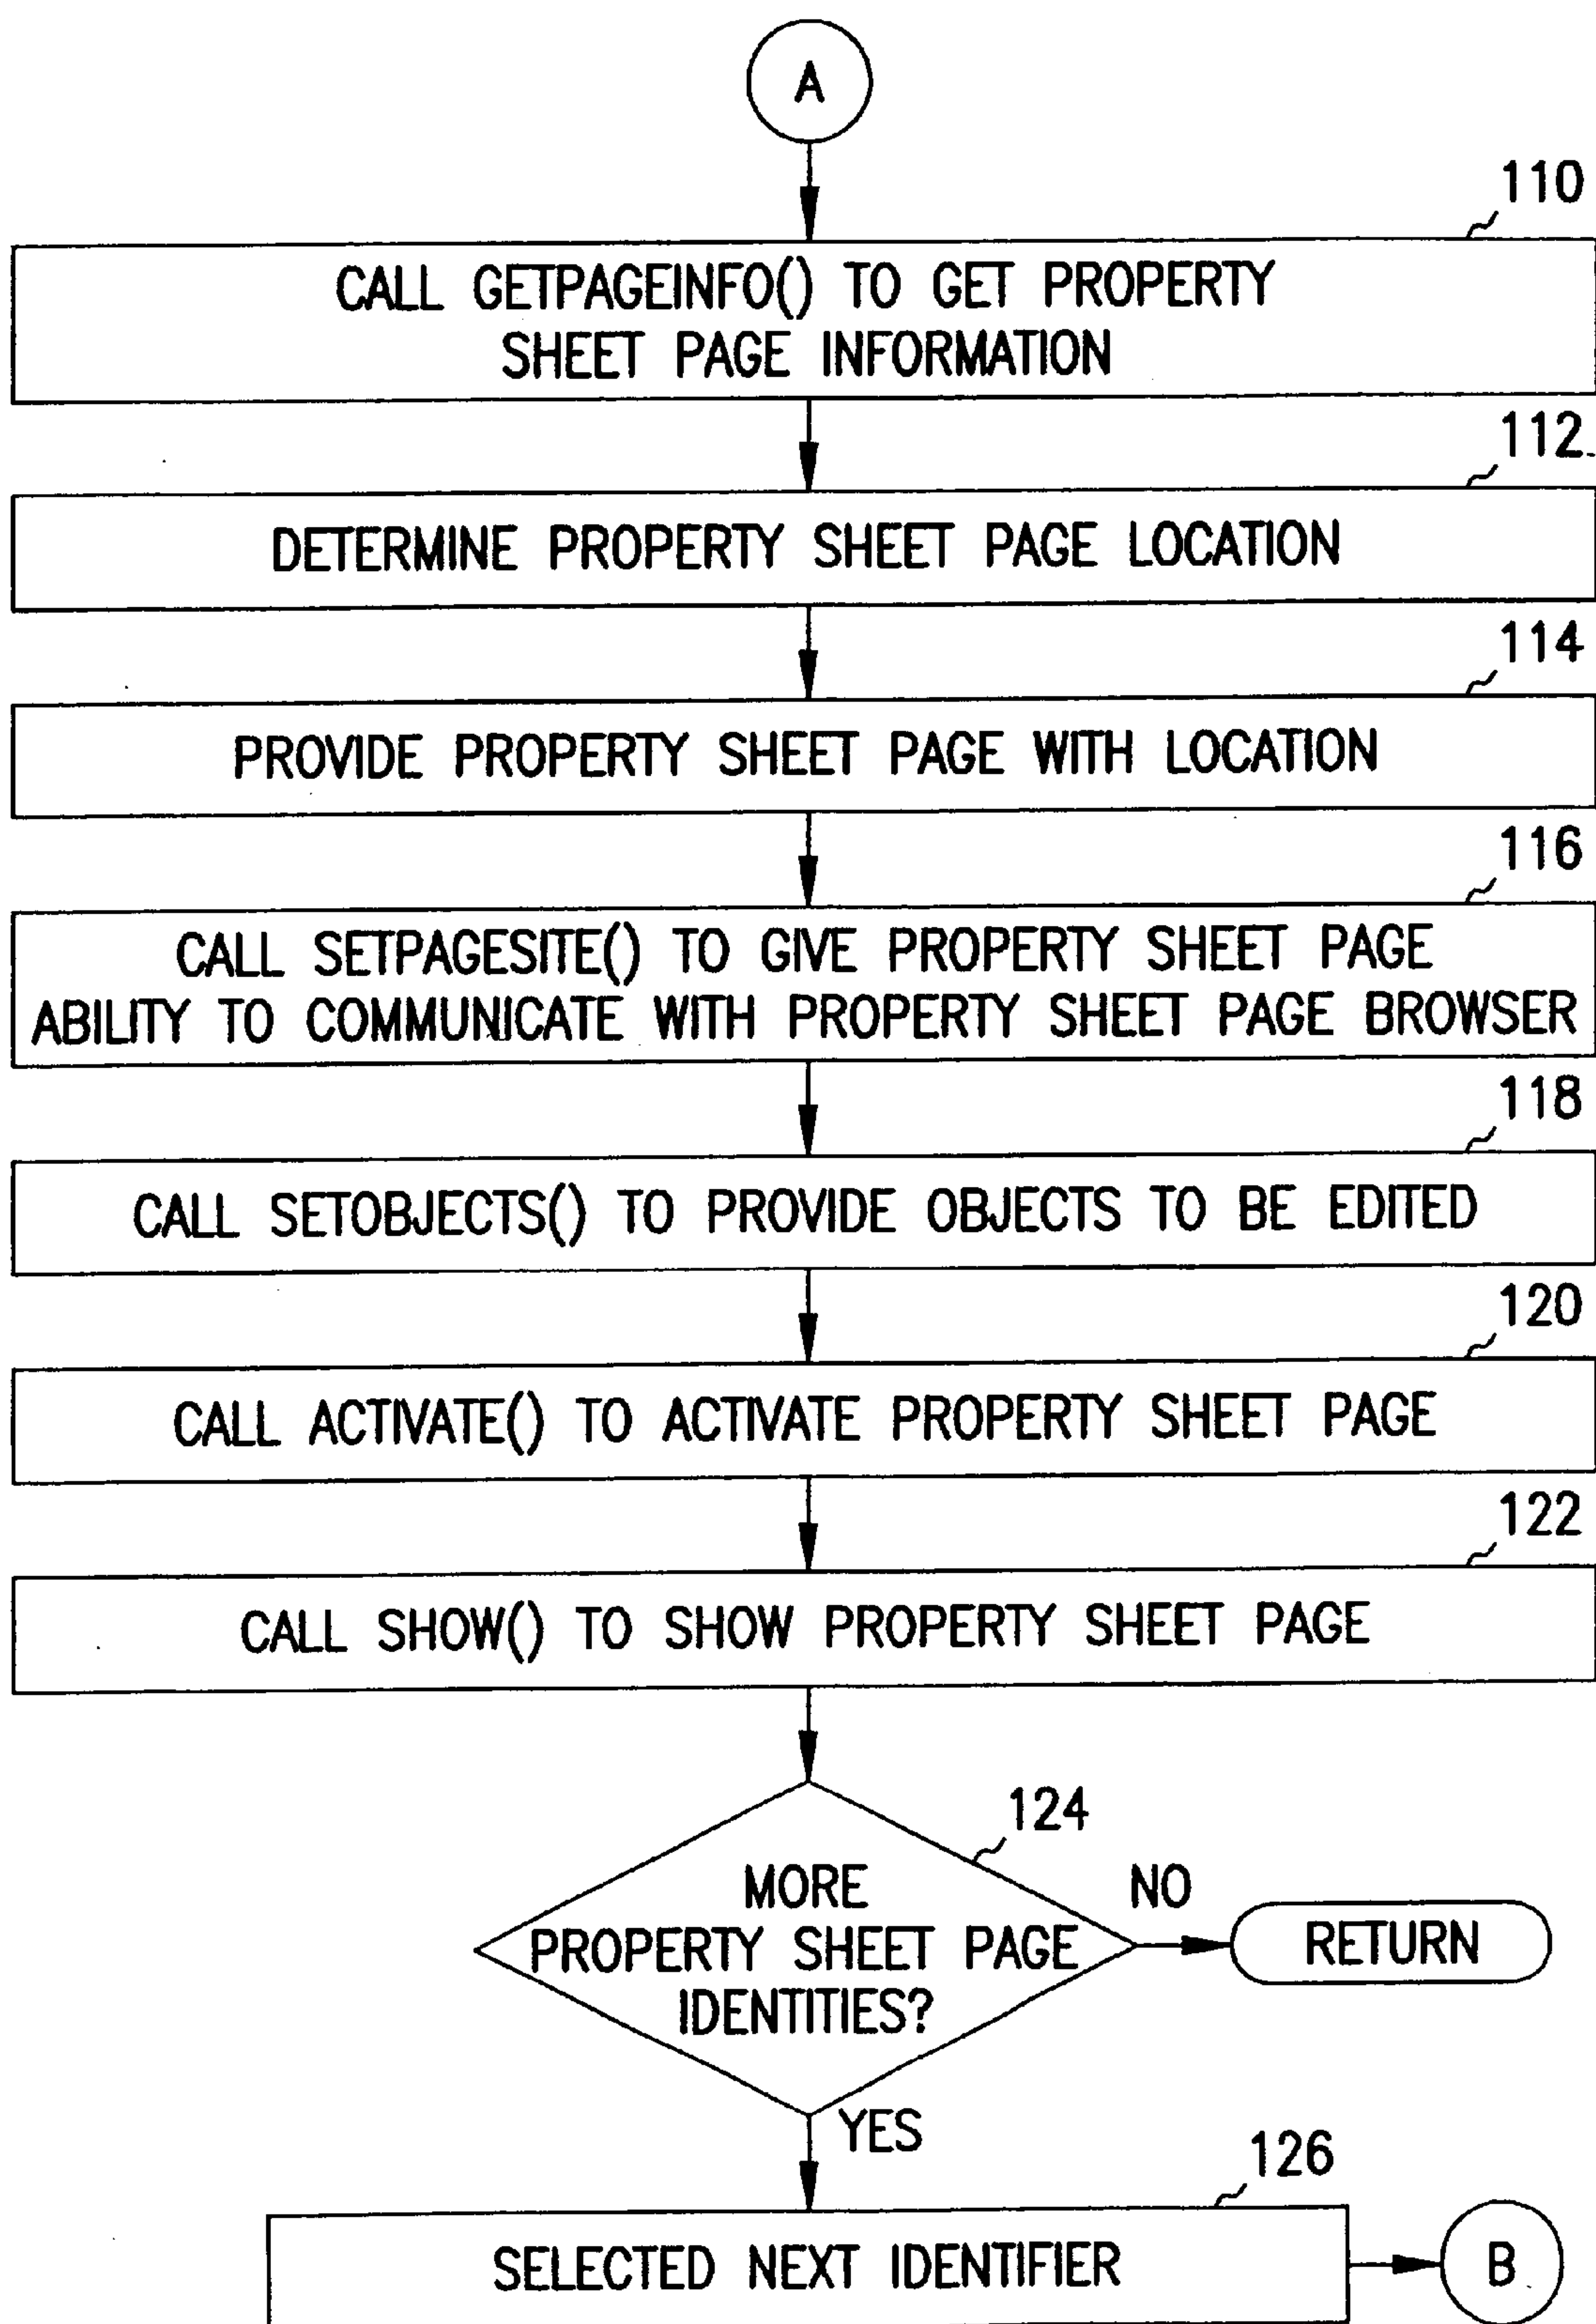 A
110
CALL GETPAGEINFO() TO GET PROPERTY
SHEET PAGE INFORMATION
112
DETERMINE PROPERTY SHEET PAGE LOCATION
114
PROVIDE PROPERTY SHEET PAGE WITH LOCATION
116
CALL SETPAGESITE() TO GIVE PROPERTY SHEET PAGE
ABILITY TO COMMUNICATE WITH PROPERTY SHEET PAGE BROWSER
118
CALL SETOBJECTS() TO PROVIDE OBJECTS TO BE EDITED
120
CALL ACTIVATE() TO ACTIVATE PROPERTY SHEET PAGE
122
CALL SHOW() TO SHOW PROPERTY SHEET PAGE
124
MORE
PROPERTY SHEET PAGE
IDENTITIES?
NO
RETURN
YES
126
SELECTED NEXT IDENTIFIER
B